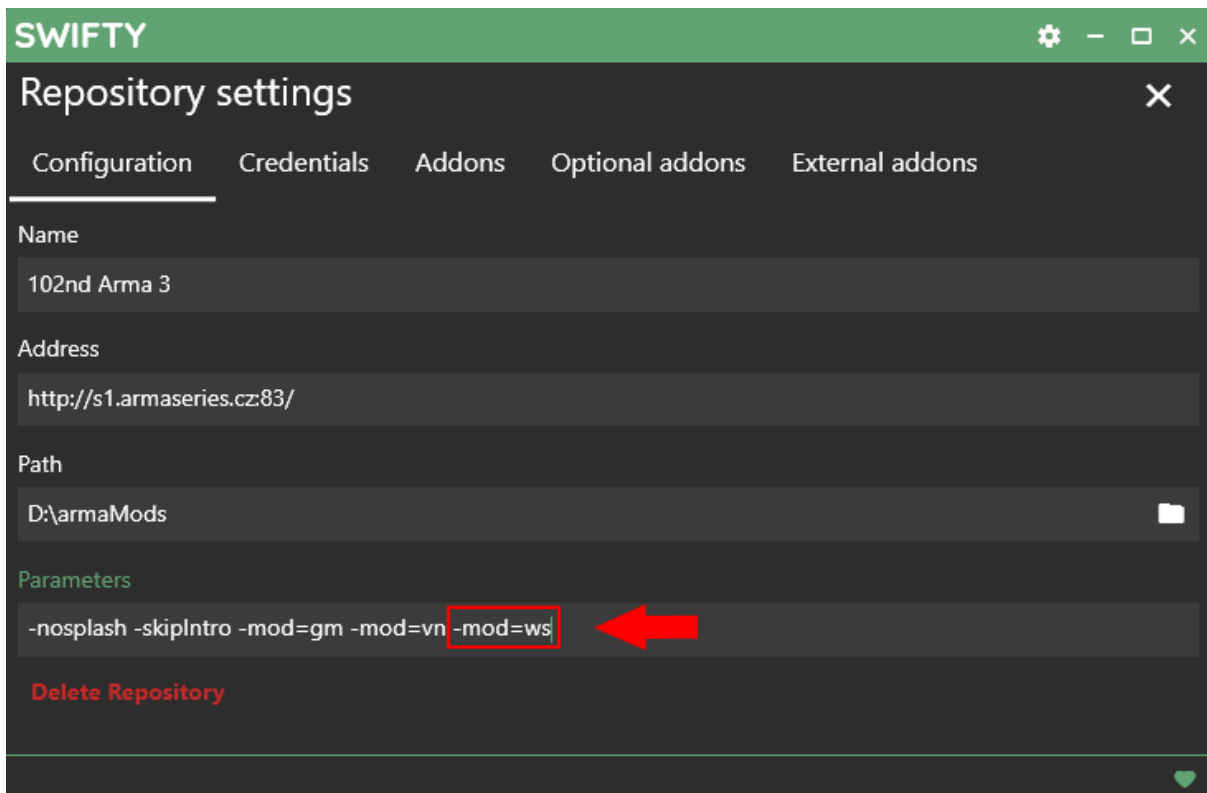 SWIFTY
Repository settings
Configuration Credentials Addons Optional addons External addons
Name
102nd Arma 3
Address
http://s1.armaseries.cz:83/
Path
D:\armaMods
Parameters
-nosplash -skipIntro -mod=gm -mod=vn -mod=ws
Delete Repository